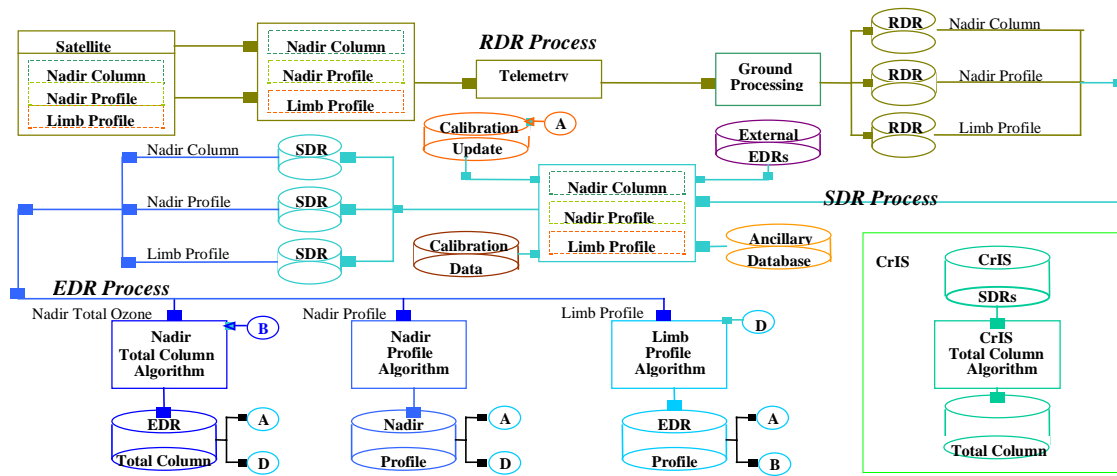 Satellite
Nadir Column
Nadir Profile
Limb Profile
Nadir Column
Nadir Profile
Limb Profile
RDR Process
Telemetry
Ground
Processing
RDR
Nadir Column
RDR
Nadir Profile
RDR
Limb Profile
Calibration
Update
A
External
EDRs
Nadir Column
SDR
Nadir Profile
SDR
Limb Profile
SDR
Nadir Column
Nadir Profile
Limb Profile
SDR Process
Calibration
Data
Ancillary
Database
EDR Process
Nadir Total Ozone
Nadir
Total Column
Algorithm
B
Nadir Profile
Nadir
Profile
Algorithm
Limb Profile
Limb
Profile
Algorithm
D
EDR
Total Column
A
D
Nadir
Profile
A
D
EDR
Profile
A
B
CrIS
CrIS
SDRs
CrIS
Total Column
Algorithm
Total Column